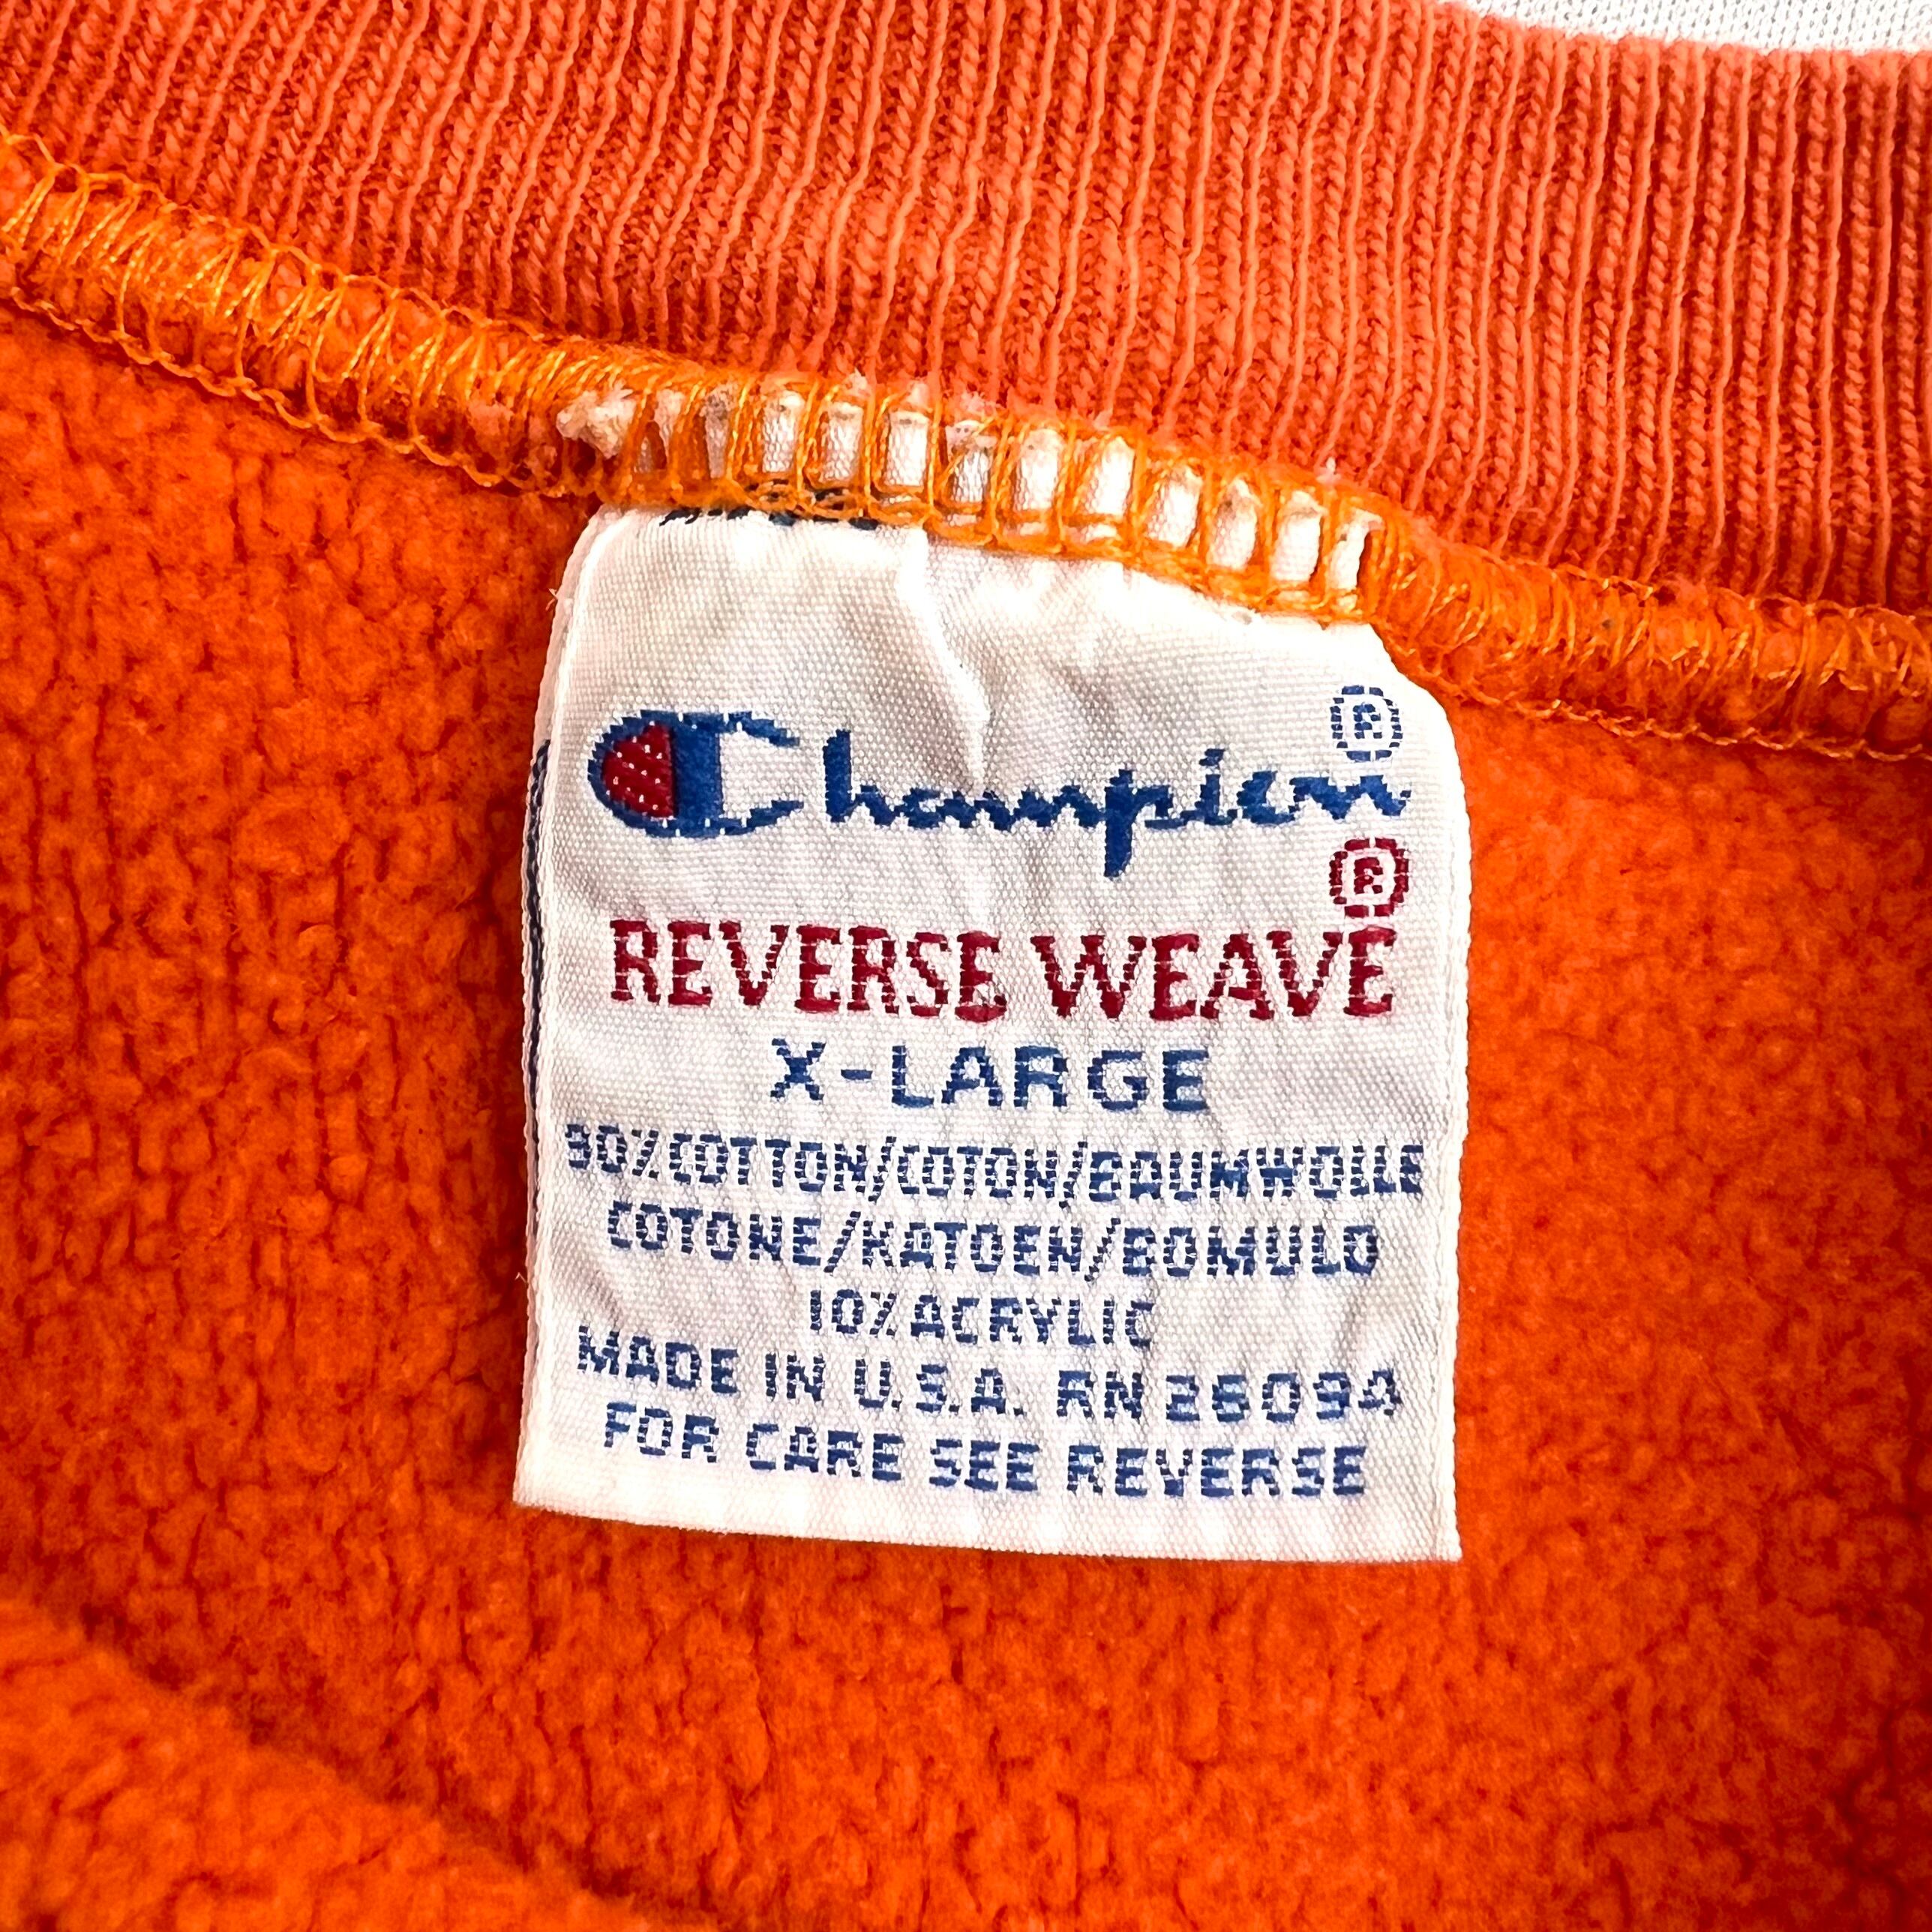 Champion®
®
REVERSE WEAVE
X-LARGE
90% COTTON/COTON/BAUMWOLLE
COTONE/KATOEN/BOMULD
10% ACRYLIC
MADE IN U.S.A. RN 26094
FOR CARE SEE REVERSE